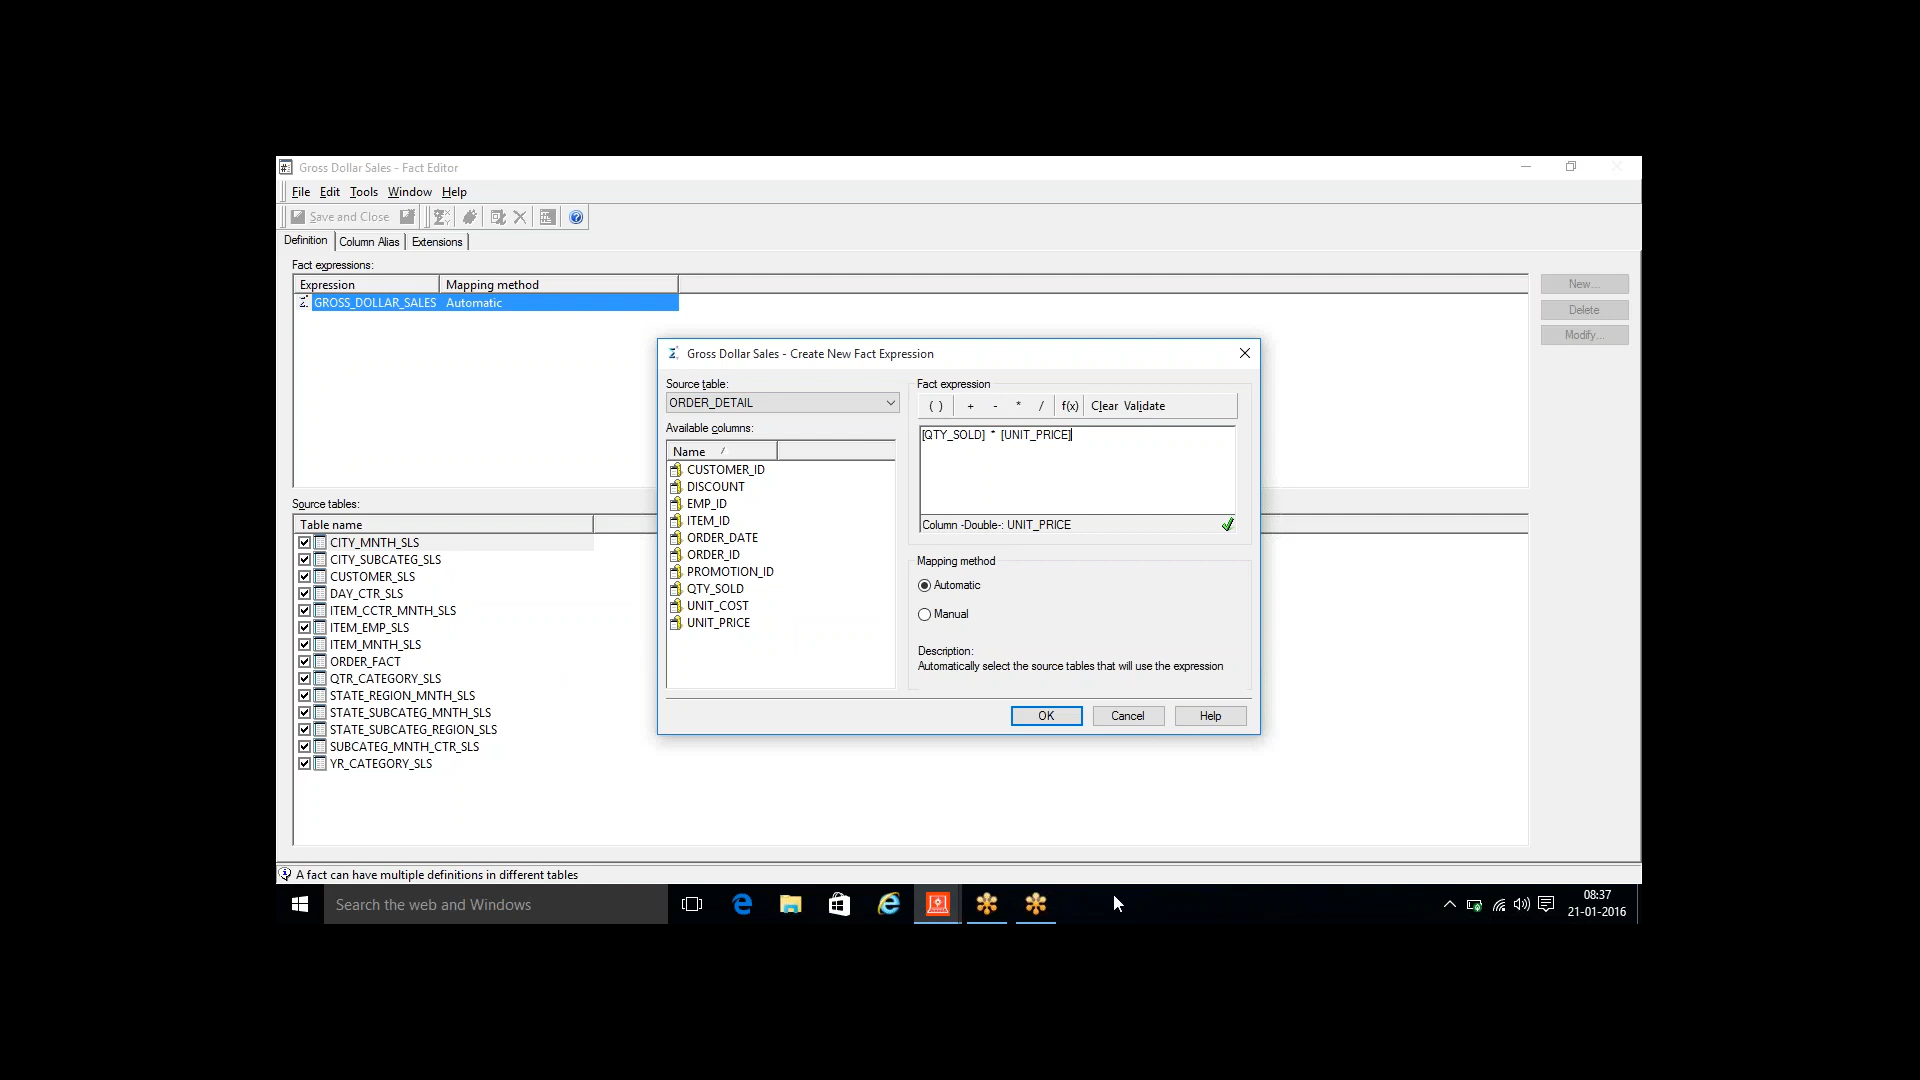 Gross Dollar Sales - Fact Editor
File Edit Tools Window Help
Save and Close
Definition Column Alias Extensions
Fact expressions:
Expression Mapping method
GROSS_DOLLAR_SALES Automatic
New...
Delete
Modify...
Gross Dollar Sales - Create New Fact Expression
Source table:
ORDER_DETAIL
Available columns:
Name
CUSTOMER_ID
DISCOUNT
EMP_ID
ITEM_ID
ORDER_DATE
ORDER_ID
PROMOTION_ID
QTY_SOLD
UNIT_COST
UNIT_PRICE
Fact expression
( ) + - * / f(x) Clear Validate
[QTY_SOLD] * [UNIT_PRICE]
Column -Double-: UNIT_PRICE
Mapping method
Automatic
Manual
Description:
Automatically select the source tables that will use the expression
OK Cancel Help
Source tables:
Table name
CITY_MNTH_SLS
CITY_SUBCATEG_SLS
CUSTOMER_SLS
DAY_CTR_SLS
ITEM_CCTR_MNTH_SLS
ITEM_EMP_SLS
ITEM_MNTH_SLS
ORDER_FACT
QTR_CATEGORY_SLS
STATE_REGION_MNTH_SLS
STATE_SUBCATEG_MNTH_SLS
STATE_SUBCATEG_REGION_SLS
SUBCATEG_MNTH_CTR_SLS
YR_CATEGORY_SLS
A fact can have multiple definitions in different tables
Search the web and Windows
08:37
21-01-2016